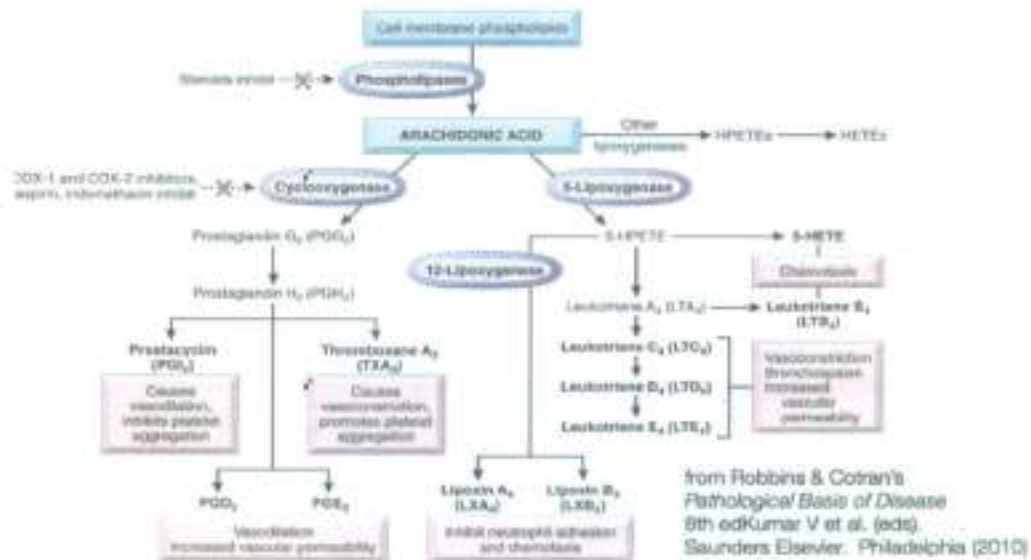 Cell membrane phospholipids
Steroids inhibit
Phospholipases
ARACHIDONIC ACID
Other
lipoxygenases
HPETEs
HETEs
COX-1 and COX-2 inhibitors,
aspirin, indomethacin inhibit
Cyclooxygenase
5-Lipoxygenase
Prostaglandin G₂ (PGG₂)
5-HPETE
5-HETE
12-Lipoxygenase
Chemotaxis
Prostaglandin H₂ (PGH₂)
Leukotriene A₄ (LTA₄)
Leukotriene B₄
(LTB₄)
Prostacyclin
(PGI₂)
Thromboxane A₂
(TXA₂)
Leukotriene C₄ (LTC₄)
Causes
vasodilation,
inhibits platelet
aggregation
Causes
vasoconstriction,
promotes platelet
aggregation
Leukotriene D₄ (LTD₄)
Leukotriene E₄ (LTE₄)
Vasoconstriction
Bronchospasm
Increased
vascular
permeability
PGD₂
PGE₂
Vasodilation
Increased vascular permeability
Lipoxin A₄
(LXA₄)
Lipoxin B₄
(LXB₄)
Inhibit neutrophil adhesion
and chemotaxis
from Robbins & Cotran's
Pathological Basis of Disease
8th edKumar V et al. (eds).
Saunders Elsevier. Philadelphia (2010)